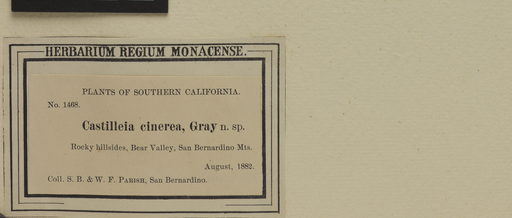 HERBARIUM REGIUM MONACENSE.
PLANTS OF SOUTHERN CALIFORNIA.
No. 1468.
Castilleia cinerea, Gray n. sp.
Rocky hillsides, Bear Valley, San Bernardino Mts.
August, 1882.
Coll. S. B. & W. F. PARISH, San Bernardino.